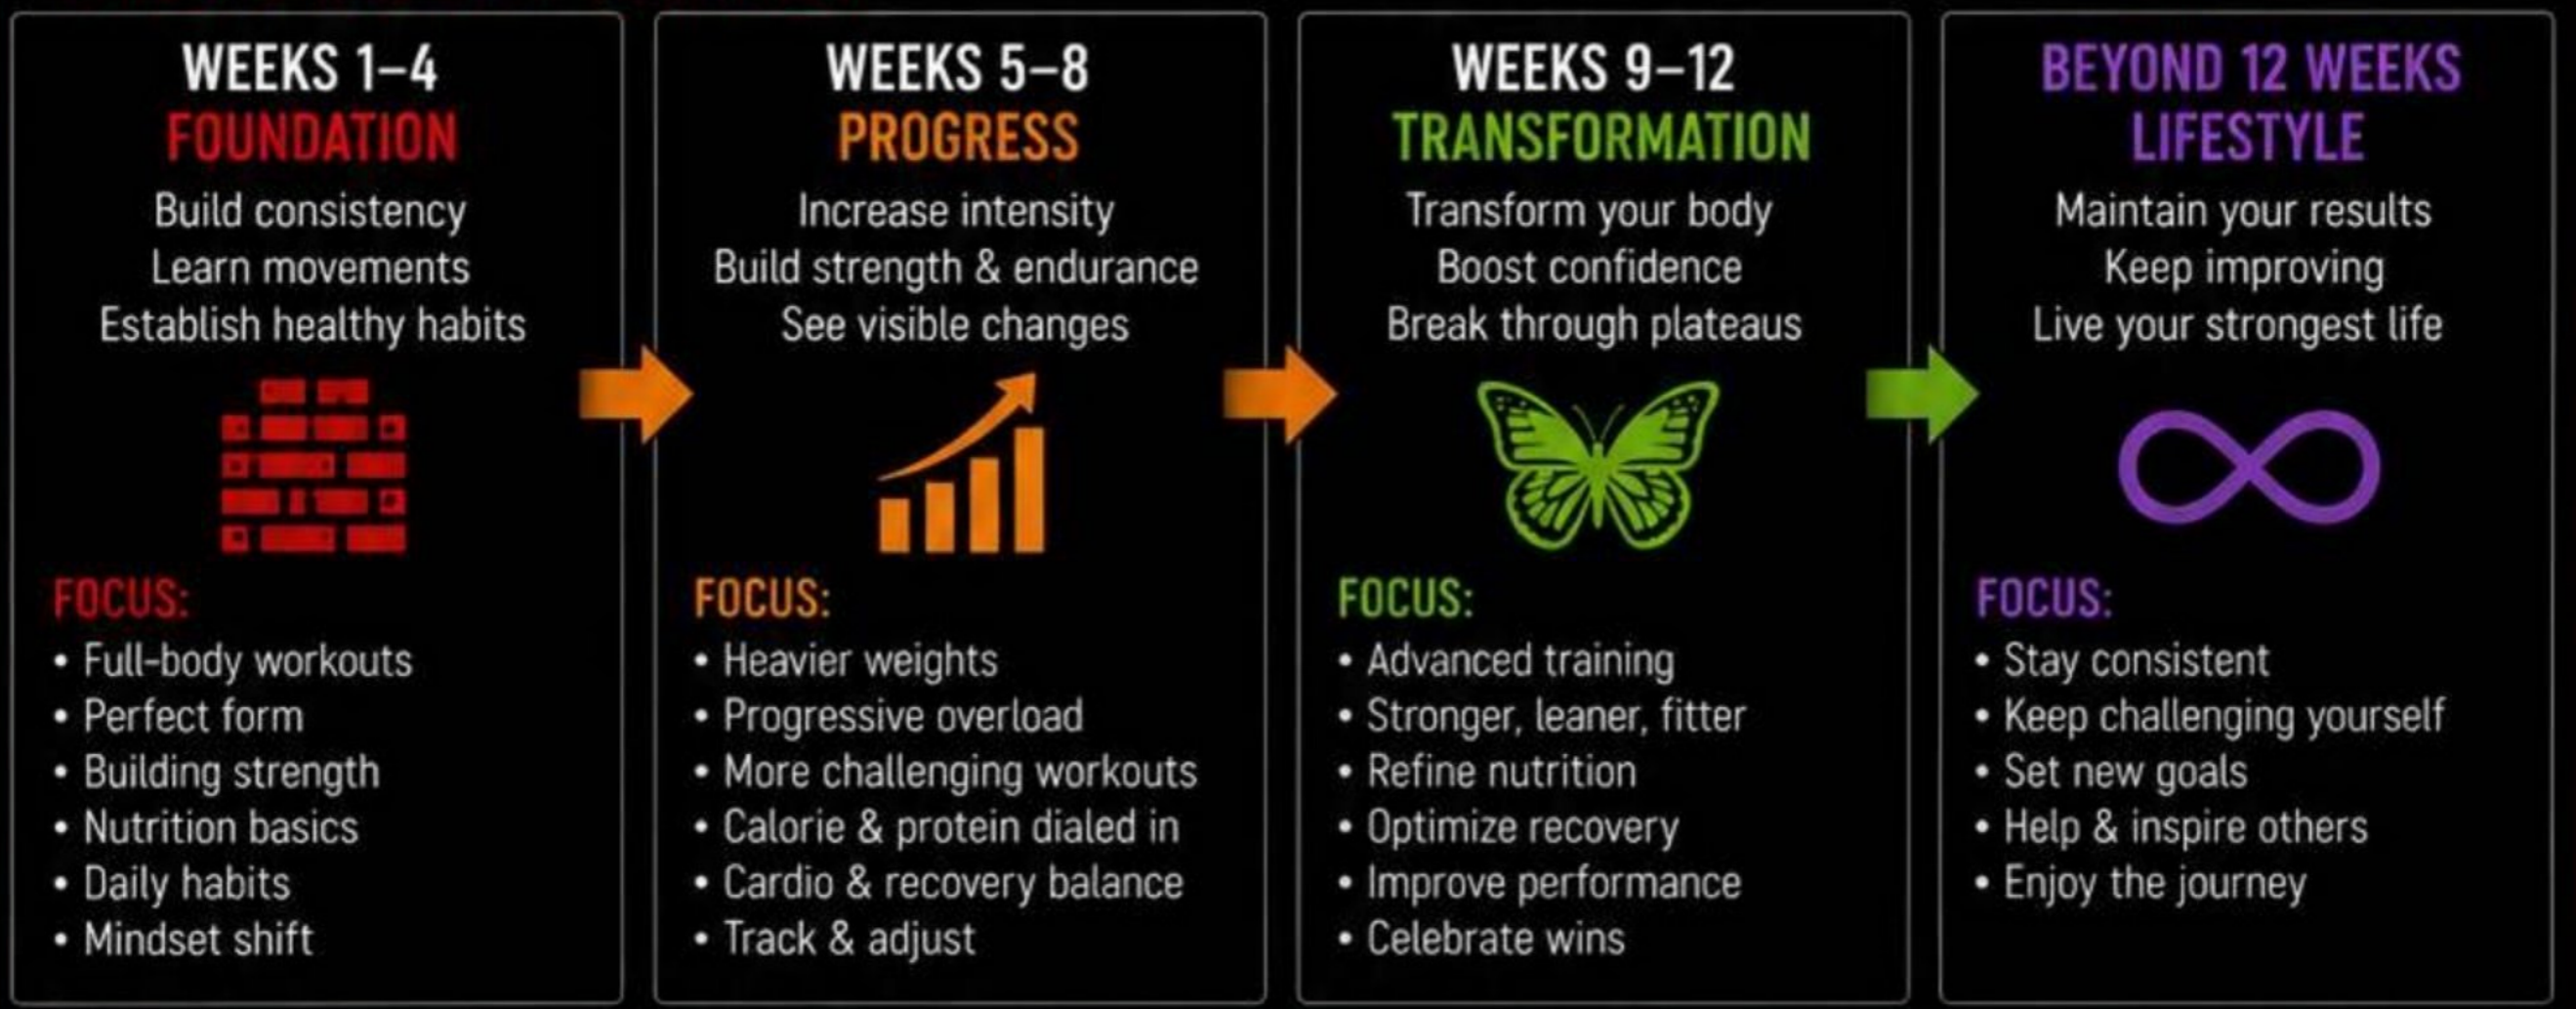 WEEKS 1–4
FOUNDATION
Build consistency
Learn movements
Establish healthy habits
FOCUS:
• Full-body workouts
• Perfect form
• Building strength
• Nutrition basics
• Daily habits
• Mindset shift
WEEKS 5–8
PROGRESS
Increase intensity
Build strength & endurance
See visible changes
FOCUS:
• Heavier weights
• Progressive overload
• More challenging workouts
• Calorie & protein dialed in
• Cardio & recovery balance
• Track & adjust
WEEKS 9–12
TRANSFORMATION
Transform your body
Boost confidence
Break through plateaus
FOCUS:
• Advanced training
• Stronger, leaner, fitter
• Refine nutrition
• Optimize recovery
• Improve performance
• Celebrate wins
BEYOND 12 WEEKS
LIFESTYLE
Maintain your results
Keep improving
Live your strongest life
FOCUS:
• Stay consistent
• Keep challenging yourself
• Set new goals
• Help & inspire others
• Enjoy the journey